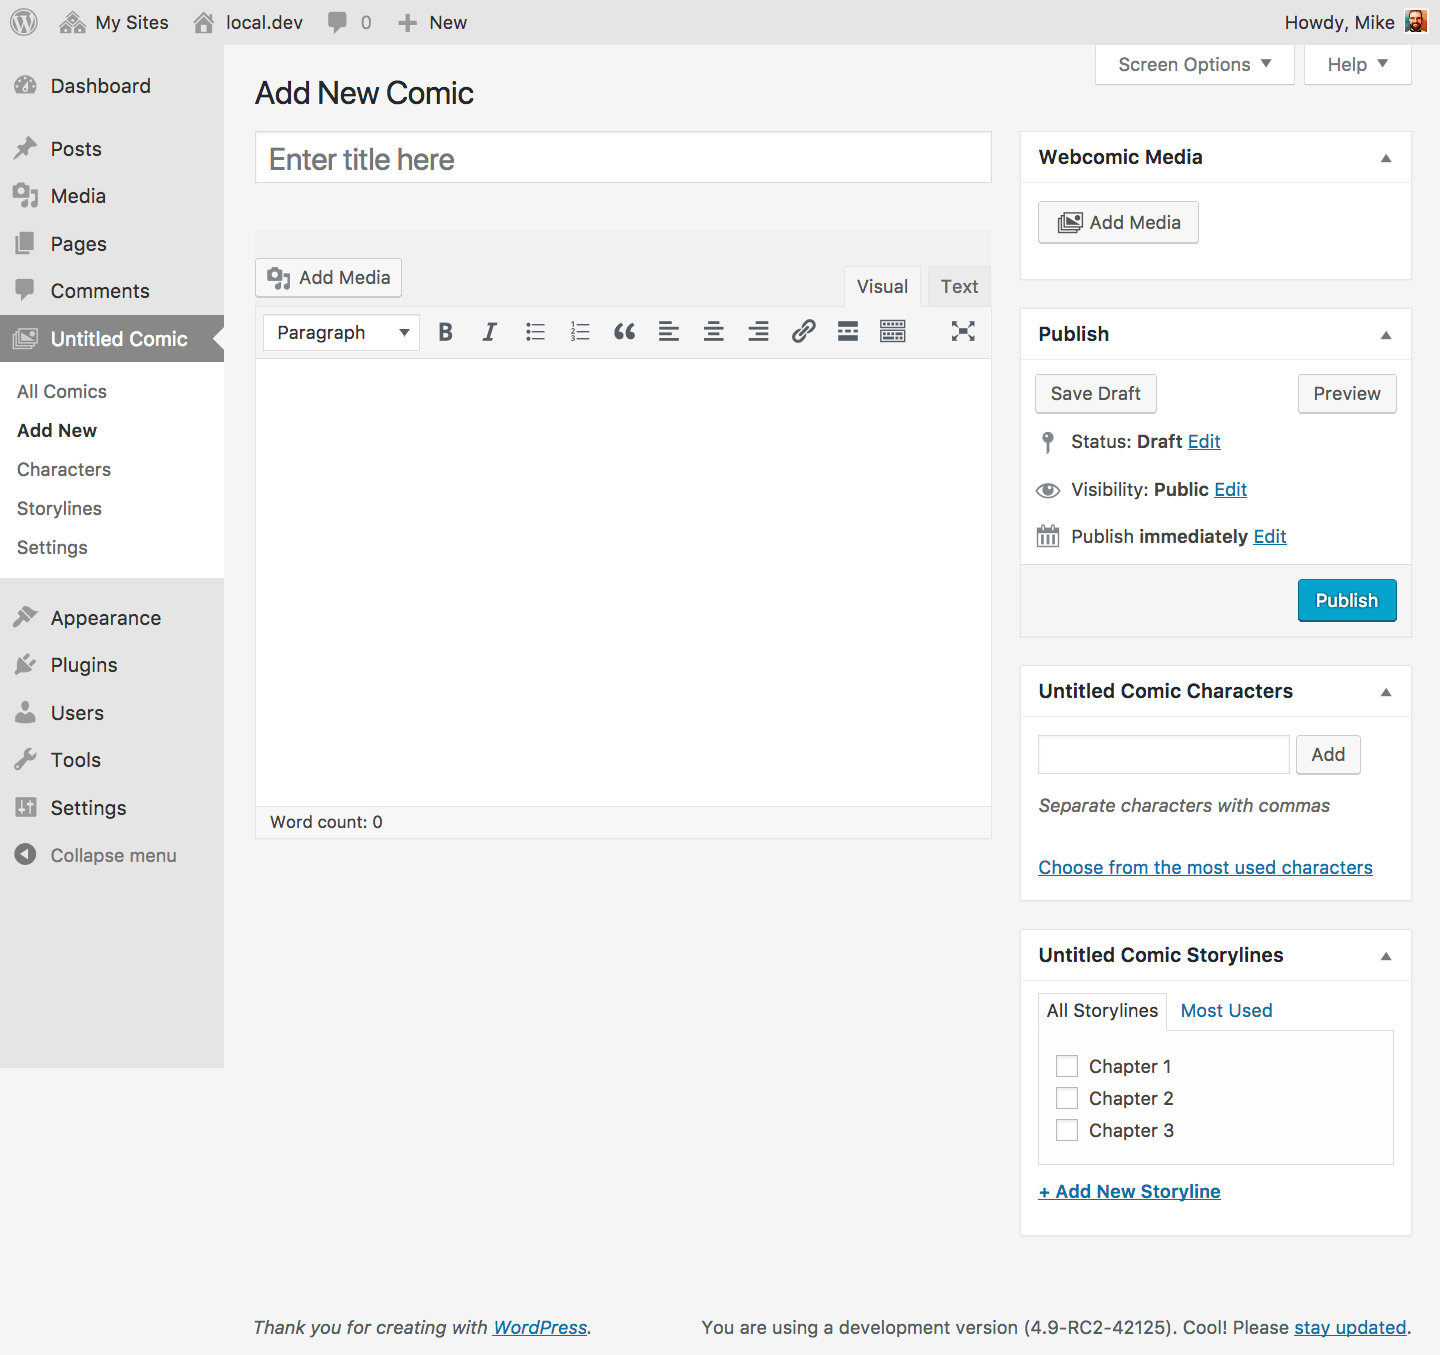 My Sites local.dev 0 New Howdy, Mike
Screen Options Help
Dashboard
Posts
Media
Pages
Comments
Untitled Comic
All Comics
Add New
Characters
Storylines
Settings
Appearance
Plugins
Users
Tools
Settings
Collapse menu
Add New Comic
Enter title here
Add Media
Visual Text
Paragraph B I
Word count: 0
Webcomic Media
Add Media
Publish
Save Draft Preview
Status: Draft Edit
Visibility: Public Edit
Publish immediately Edit
Publish
Untitled Comic Characters
Add
Separate characters with commas
Choose from the most used characters
Untitled Comic Storylines
All Storylines Most Used
Chapter 1
Chapter 2
Chapter 3
+ Add New Storyline
Thank you for creating with WordPress. You are using a development version (4.9-RC2-42125). Cool! Please stay updated.